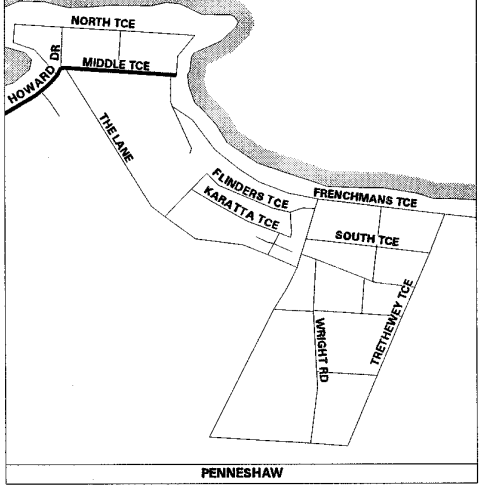 NORTH TCE
HOWARD DR
MIDDLE TCE
THE LANE
FLINDERS TCE
KARATTA TCE
FRENCHMANS TCE
SOUTH TCE
TRETHEWEY TCE
WRIGHT RD
PENNESHAW